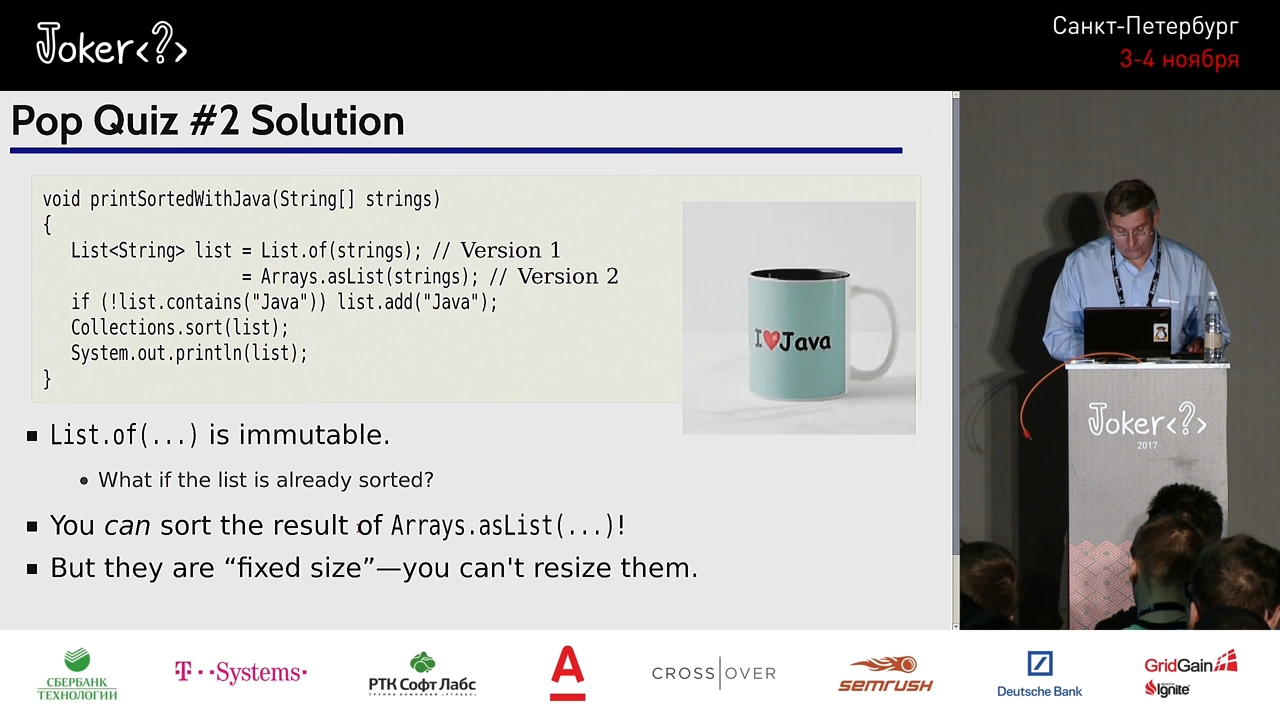 Joker<?>
Санкт-Петербург
3-4 ноября
Pop Quiz #2 Solution
void printSortedWithJava(String[] strings)
{
List<String> list = List.of(strings); // Version 1
= Arrays.asList(strings); // Version 2
if (!list.contains("Java")) list.add("Java");
Collections.sort(list);
System.out.println(list);
}
I❤Java
List.of(...) is immutable.
What if the list is already sorted?
You can sort the result of Arrays.asList(...)!
But they are “fixed size”—you can't resize them.
Joker<?>
2017
СБЕРБАНК
ТЕХНОЛОГИИ
T··Systems·
РТК Софт Лабс
А
CROSS|OVER
semrush
Deutsche Bank
GridGain
Ignite